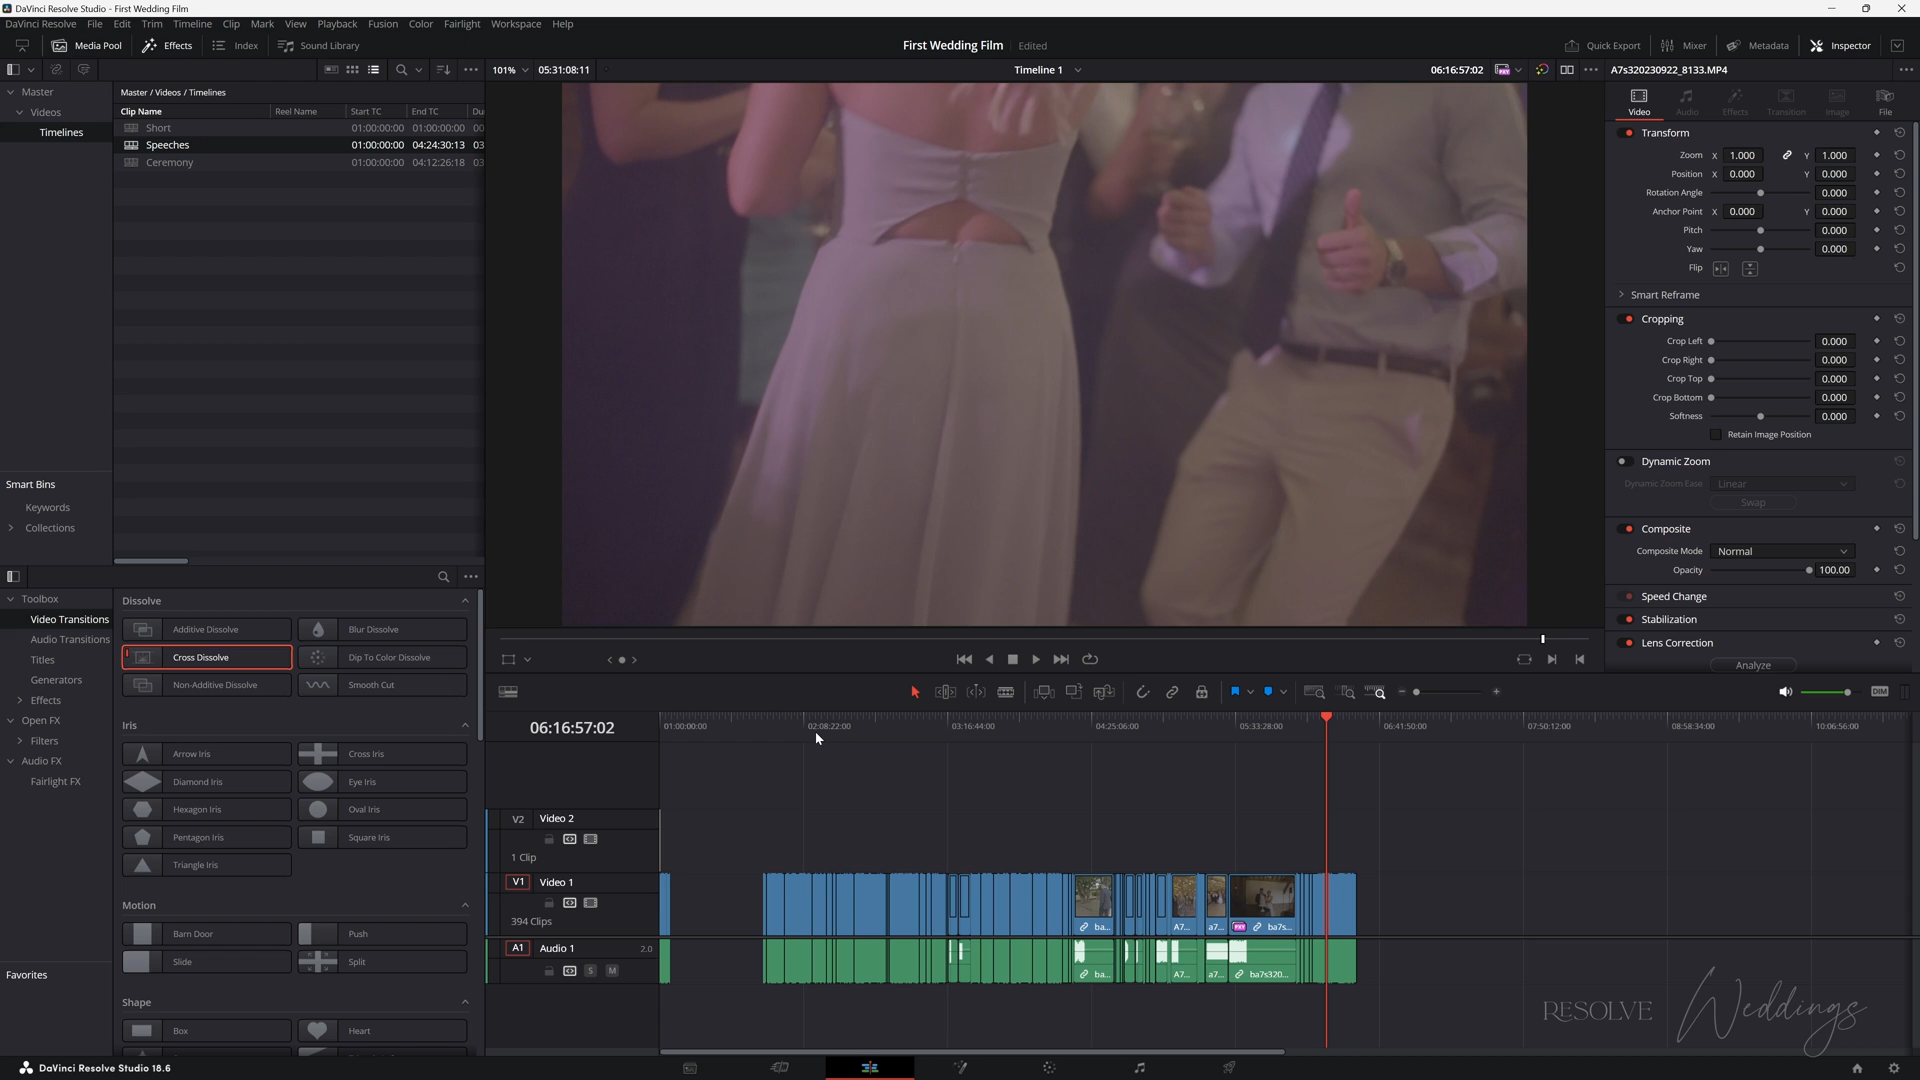 DaVinci Resolve Studio - First Wedding Film
DaVinci Resolve File Edit Trim Timeline Clip Mark View Playback Fusion Color Fairlight Workspace Help
Media Pool Effects Index Sound Library First Wedding Film Edited Quick Export Mixer Metadata Inspector
101% 05:31:08:11 Timeline 1 06:16:57:02 A7s320230922_8133.MP4
Master
Videos
Timelines
Master / Videos / Timelines
Clip Name Reel Name Start TC End TC Du
Short 01:00:00:00 01:00:00:00 00
Speeches 01:00:00:00 04:24:30:13 03
Ceremony 01:00:00:00 04:12:26:18 03
Smart Bins
Keywords
Collections
Video Audio Effects Transition Image File
Transform
Zoom X 1.000 Y 1.000
Position X 0.000 Y 0.000
Rotation Angle 0.000
Anchor Point X 0.000 Y 0.000
Pitch 0.000
Yaw 0.000
Flip
Smart Reframe
Cropping
Crop Left 0.000
Crop Right 0.000
Crop Top 0.000
Crop Bottom 0.000
Softness 0.000
Retain Image Position
Dynamic Zoom
Dynamic Zoom Ease Linear
Swap
Composite
Composite Mode Normal
Opacity 100.00
Speed Change
Stabilization
Lens Correction
Analyze
Toolbox
Video Transitions
Audio Transitions
Titles
Generators
Effects
Open FX
Filters
Audio FX
Fairlight FX
Favorites
Dissolve
Additive Dissolve Blur Dissolve
Cross Dissolve Dip To Color Dissolve
Non-Additive Dissolve Smooth Cut
Iris
Arrow Iris Cross Iris
Diamond Iris Eye Iris
Hexagon Iris Oval Iris
Pentagon Iris Square Iris
Triangle Iris
Motion
Barn Door Push
Slide Split
Shape
Box Heart
DIM
06:16:57:02 01:00:00:00 02:08:22:00 03:16:44:00 04:25:06:00 05:33:28:00 06:41:50:00 07:50:12:00 08:58:34:00 10:06:56:00
V2 Video 2
1 Clip
V1 Video 1
394 Clips
ba... A7... a7... FXY ba7s...
A1 Audio 1 2.0
S M
ba... A7... a7... ba7s320...
RESOLVE Weddings
DaVinci Resolve Studio 18.6